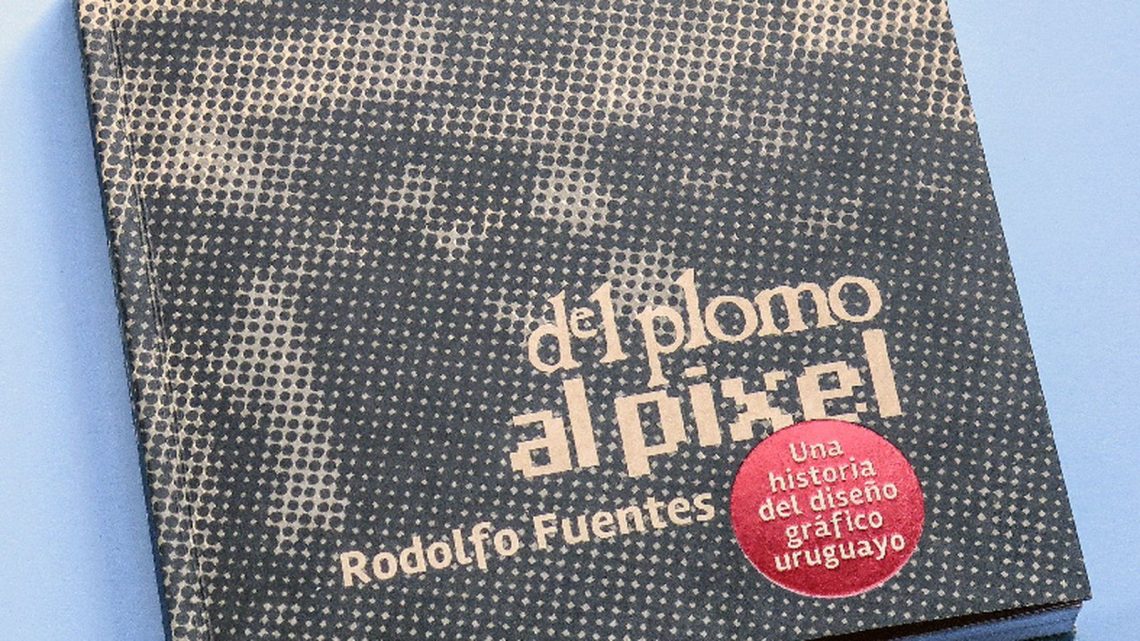 del plomo
al pixel
Rodolfo Fuentes
Una
historia
del diseño
gráfico
uruguayo